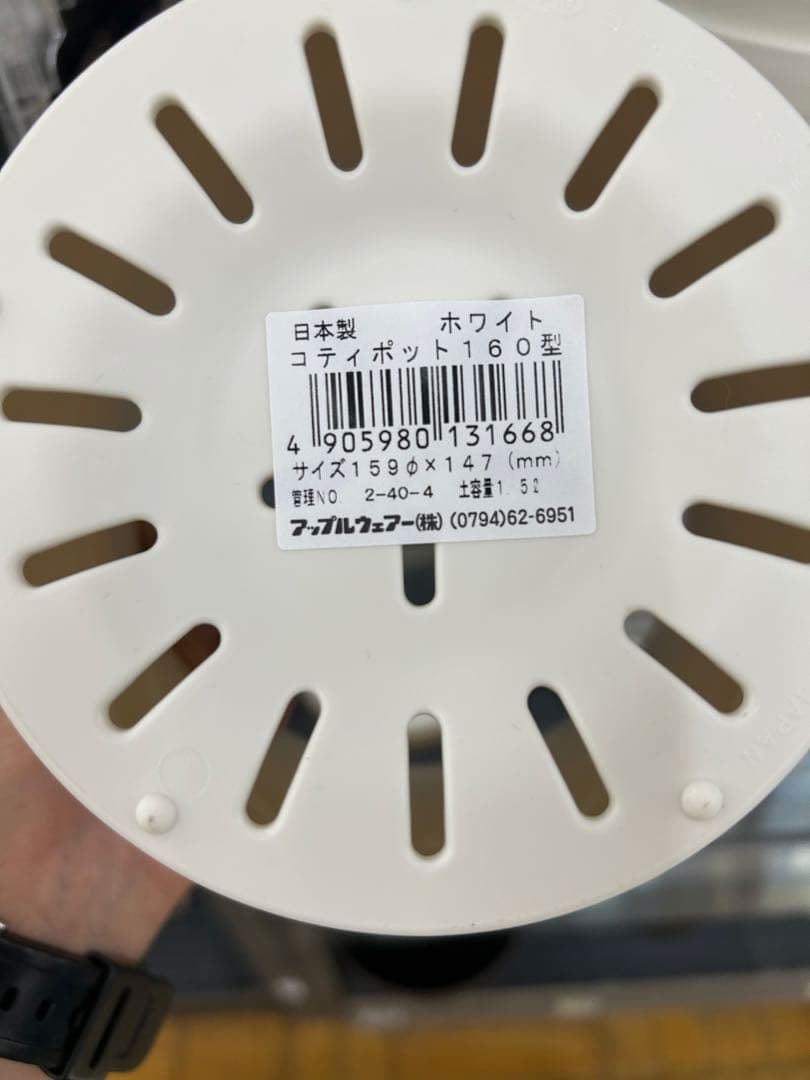 日本製 ホワイト
コティポット160型
4 905980 131668
サイズ159φ×147(mm)
管理NO 2-40-4 土容量1.5ℓ
アップルウェアー(株) (0794)62-6951
JAPAN